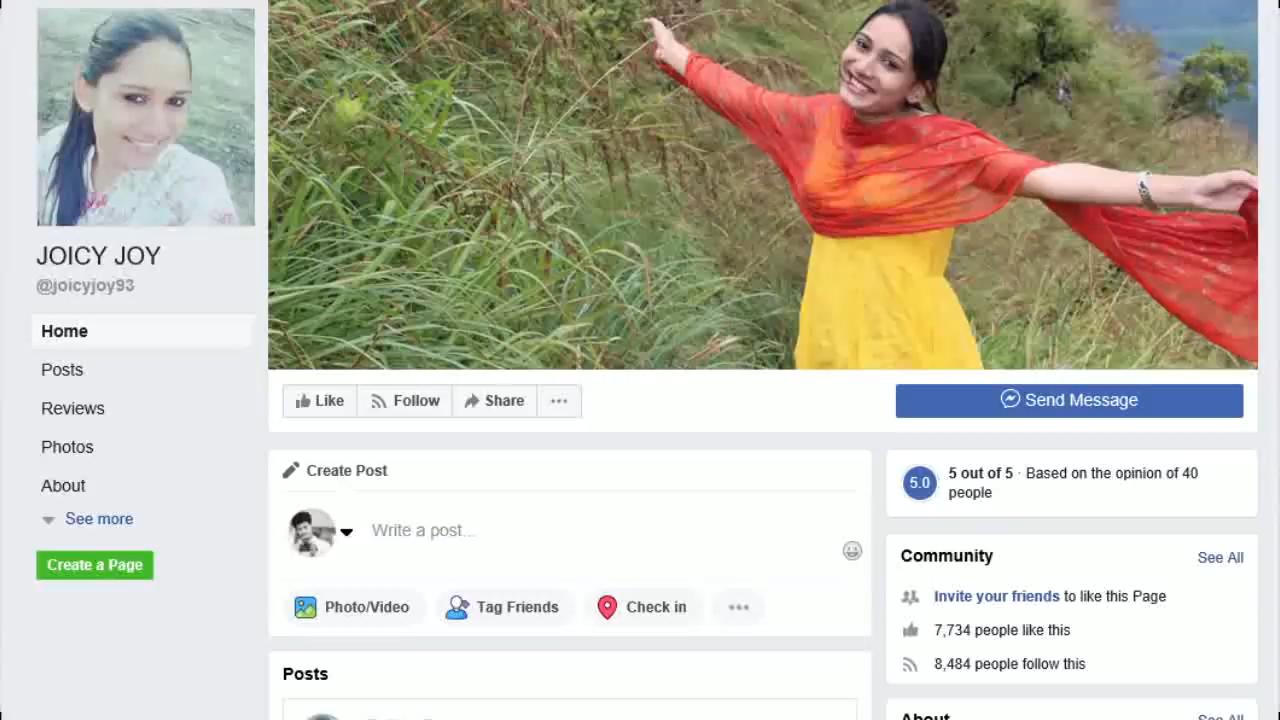 JOICY JOY
@joicyjoy93
Home
Posts
Reviews
Photos
About
See more
Create a Page
Like
Follow
Share
Send Message
Create Post
Write a post...
Photo/Video
Tag Friends
Check in
Posts
5.0
5 out of 5 · Based on the opinion of 40
people
Community
See All
Invite your friends to like this Page
7,734 people like this
8,484 people follow this
About
See All